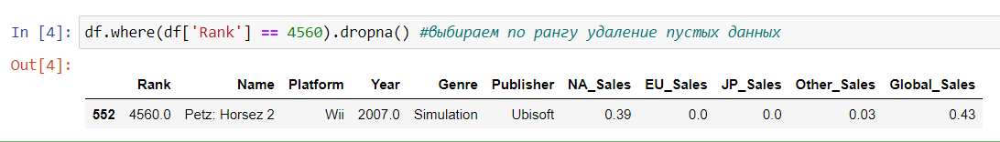 In [4]: df.where(df['Rank'] == 4560).dropna() #выбираем по рангу удаление пустых данных
Out[4]:
Rank Name Platform Year Genre Publisher NA_Sales EU_Sales JP_Sales Other_Sales Global_Sales
552 4560.0 Petz: Horsez 2 Wii 2007.0 Simulation Ubisoft 0.39 0.0 0.0 0.03 0.43